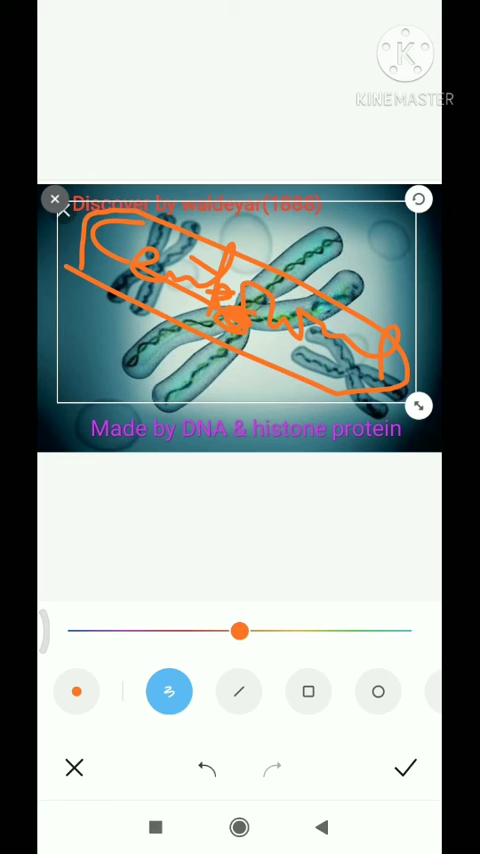 K
KINEMASTER
Discover by waldeyar(1888)
Made by DNA & histone protein